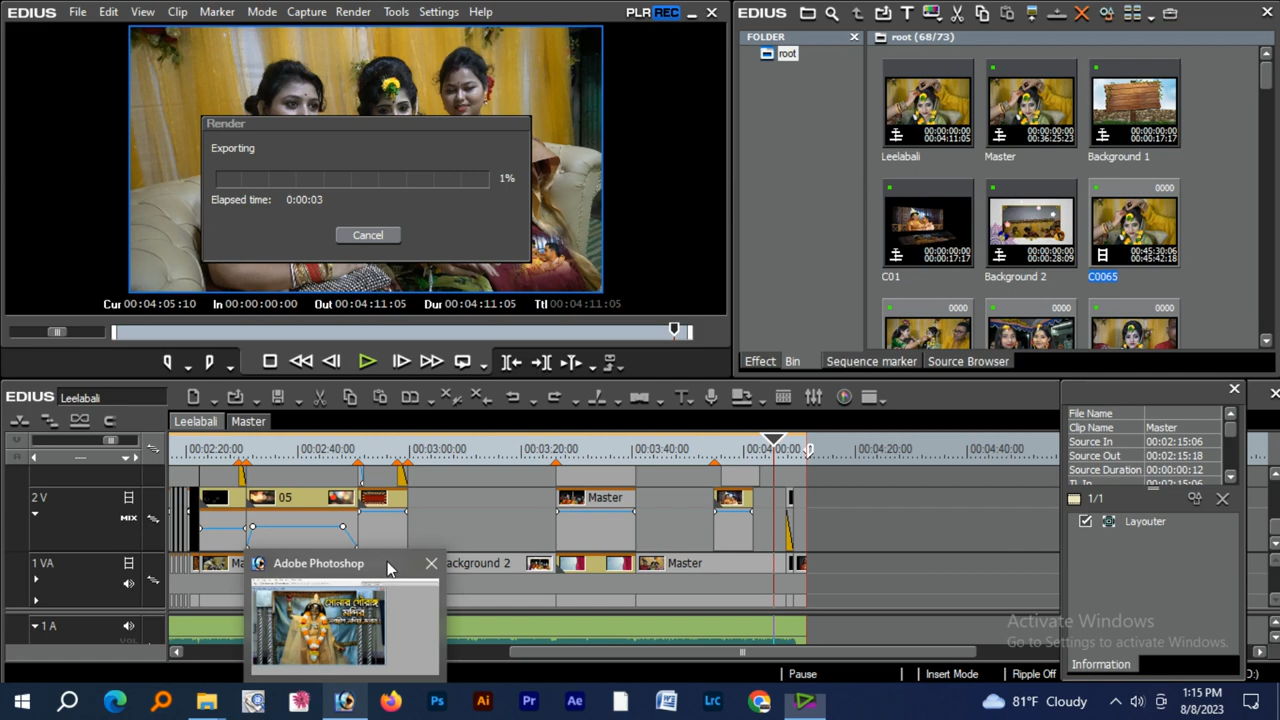 EDIUS File Edit View Clip Marker Mode Capture Render Tools Settings Help PLR REC
Render
Exporting
1%
Elapsed time: 0:00:03
Cancel
Cur 00:04:05:10 In 00:00:00:00 Out 00:04:11:05 Dur 00:04:11:05 Ttl 00:04:11:05
EDIUS
FOLDER
root
root (68/73)
00:00:00:00
00:04:11:05
Leelabali
00:00:00:00
00:36:25:23
Master
00:00:00:00
00:00:17:17
Background 1
00:00:00:00
00:00:17:17
C01
00:00:00:00
00:00:28:09
Background 2
0000
00:45:30:06
00:45:42:18
C0065
0000
0000
0000
Effect Bin Sequence marker Source Browser
EDIUS Leelabali
Leelabali Master
00:02:20:00 00:02:40:00 00:03:00:00 00:03:20:00 00:03:40:00 00:04:00:00 00:04:20:00 00:04:40:00
2 V
MIX
05
Master
1 VA
Ma
ackground 2
Master
1 A
VOL
Adobe Photoshop
সোনার গৌরাঙ্গ
মন্দির
File Name
Clip Name Master
Source In 00:02:15:06
Source Out 00:02:15:18
Source Duration 00:00:00:12
1/1
Layouter
Information
Activate Windows
Go to Settings to activate Windows.
Pause Insert Mode Ripple Off D:)
Ps Ai Pr Ae Lrc
81°F Cloudy
1:15 PM
8/8/2023